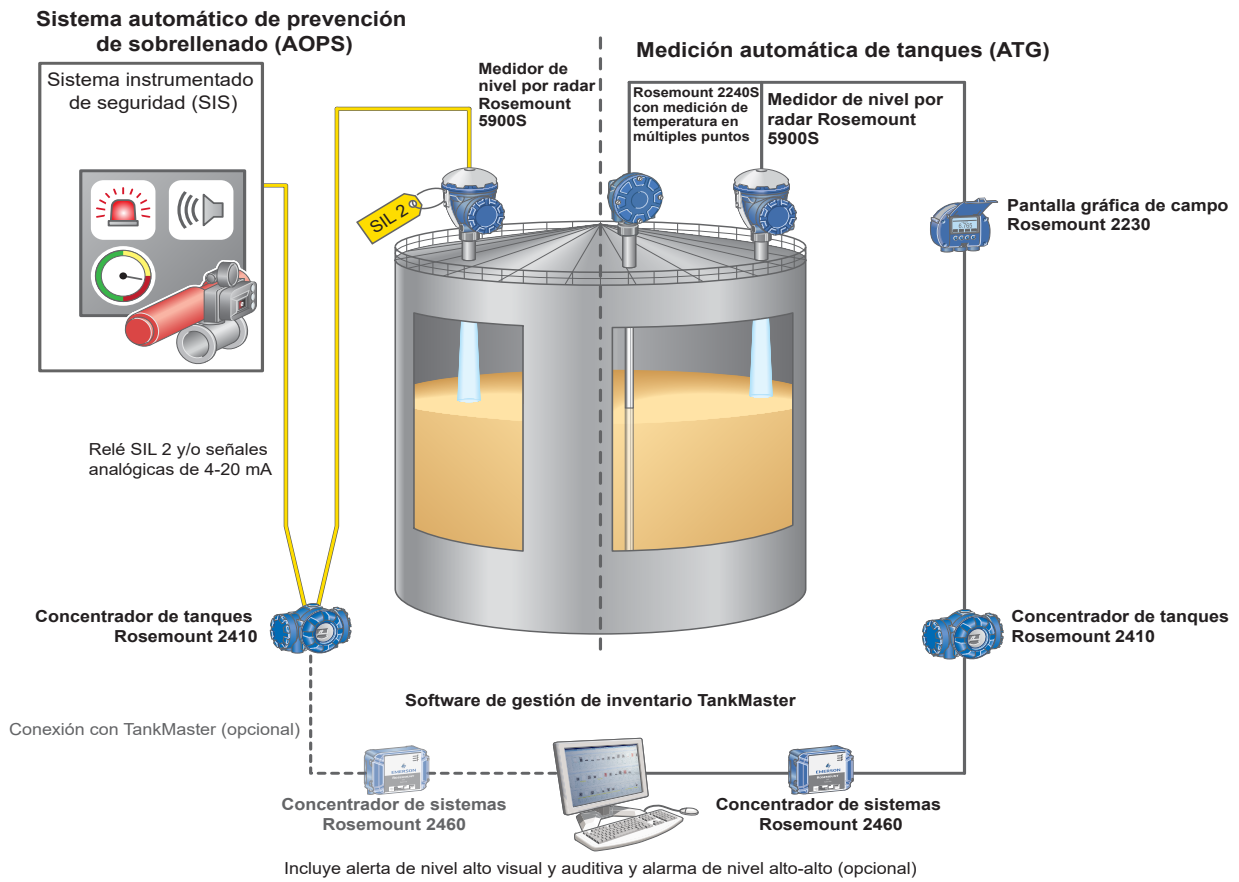 Sistema automático de prevención
de sobrellenado (AOPS)
Medición automática de tanques (ATG)
Sistema instrumentado
de seguridad (SIS)
Medidor de
nivel por radar
Rosemount
5900S
Rosemount 2240S
con medición de
temperatura en
múltiples puntos
Medidor de nivel por
radar Rosemount
5900S
SIL 2
Pantalla gráfica de campo
Rosemount 2230
Relé SIL 2 y/o señales
analógicas de 4-20 mA
Concentrador de tanques
Rosemount 2410
Concentrador de tanques
Rosemount 2410
Software de gestión de inventario TankMaster
Conexión con TankMaster (opcional)
EMERSON
EMERSON
Concentrador de sistemas
Rosemount 2460
Concentrador de sistemas
Rosemount 2460
Incluye alerta de nivel alto visual y auditiva y alarma de nivel alto-alto (opcional)